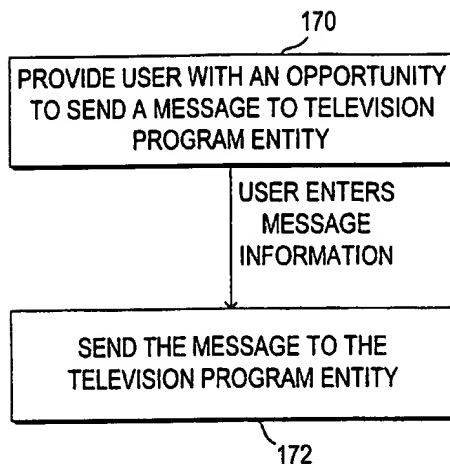 170
PROVIDE USER WITH AN OPPORTUNITY
TO SEND A MESSAGE TO TELEVISION
PROGRAM ENTITY
USER ENTERS
MESSAGE
INFORMATION
SEND THE MESSAGE TO THE
TELEVISION PROGRAM ENTITY
172